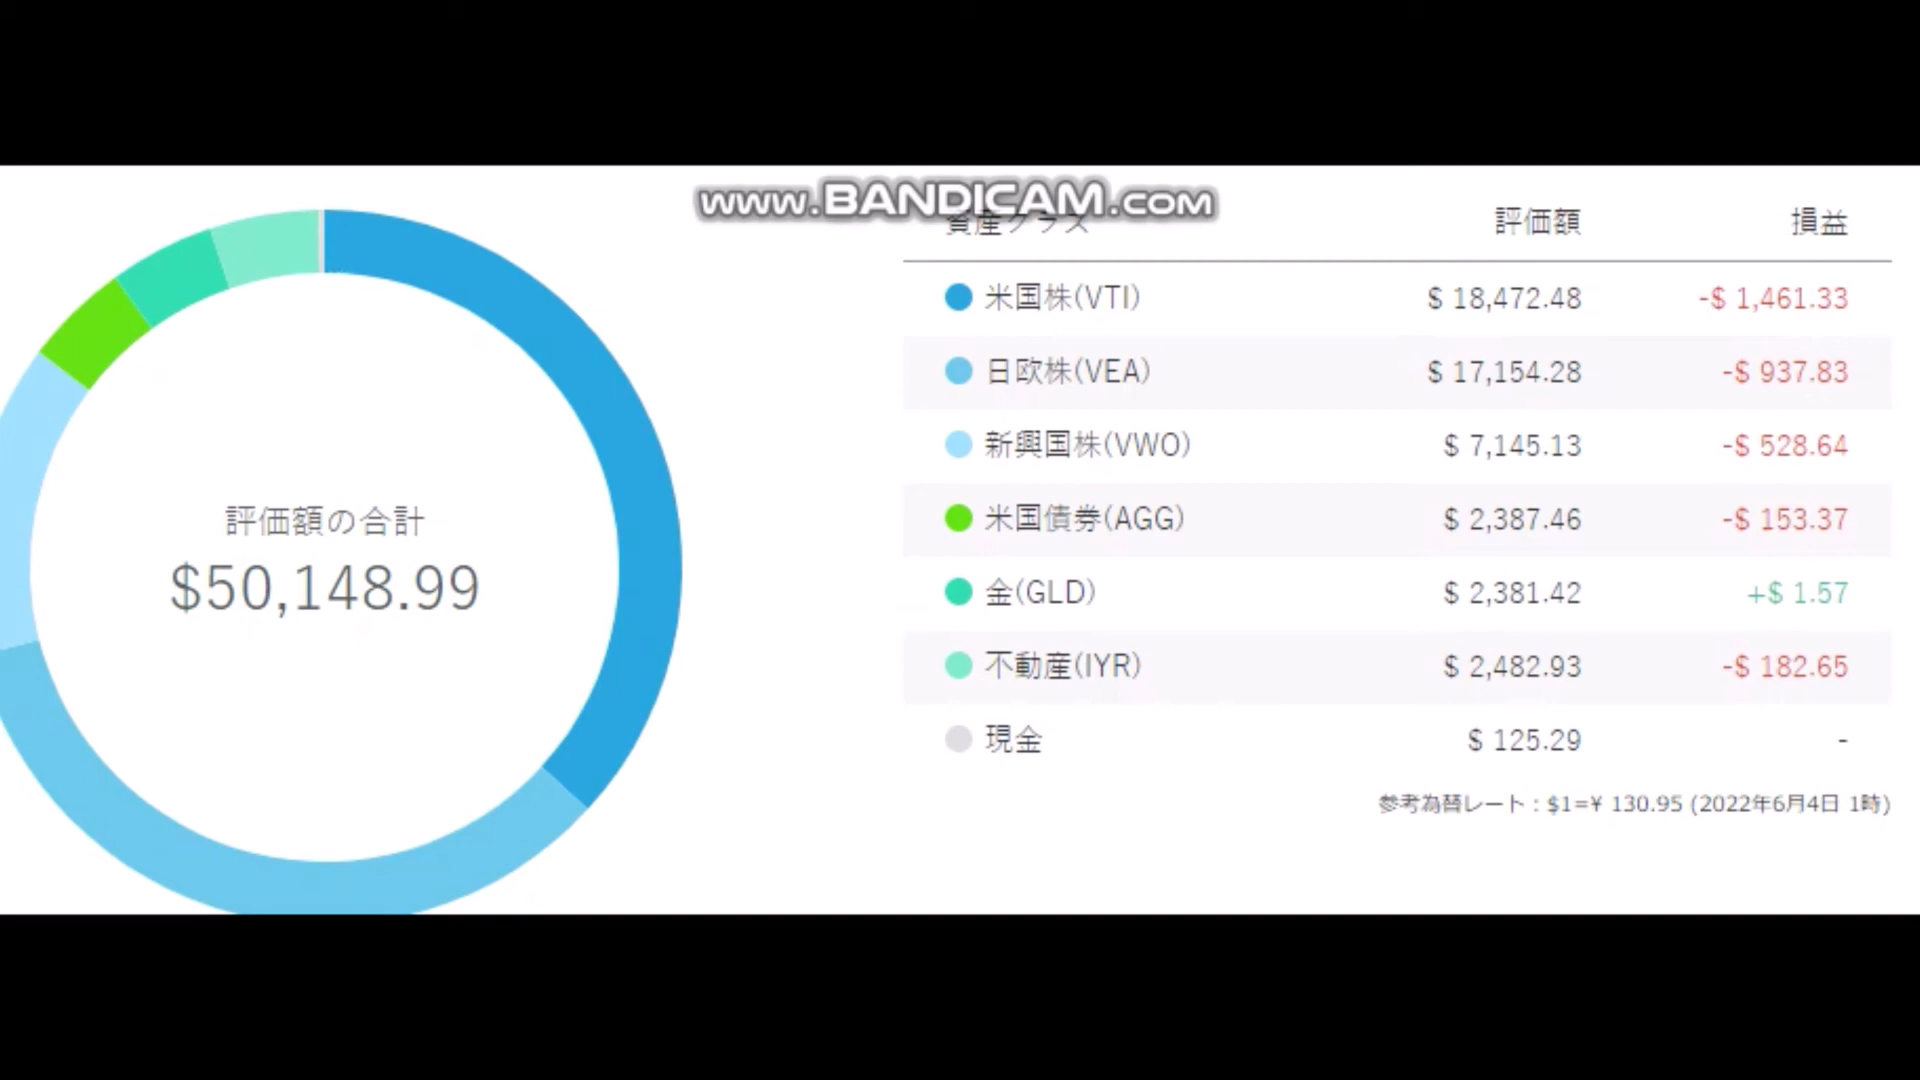 www.BANDICAM.com
資産クラス 評価額 損益
米国株(VTI) $ 18,472.48 -$ 1,461.33
日欧株(VEA) $ 17,154.28 -$ 937.83
新興国株(VWO) $ 7,145.13 -$ 528.64
米国債券(AGG) $ 2,387.46 -$ 153.37
金(GLD) $ 2,381.42 +$ 1.57
不動産(IYR) $ 2,482.93 -$ 182.65
現金 $ 125.29 -
参考為替レート : $1=¥ 130.95 (2022年6月4日 1時)
評価額の合計
$50,148.99